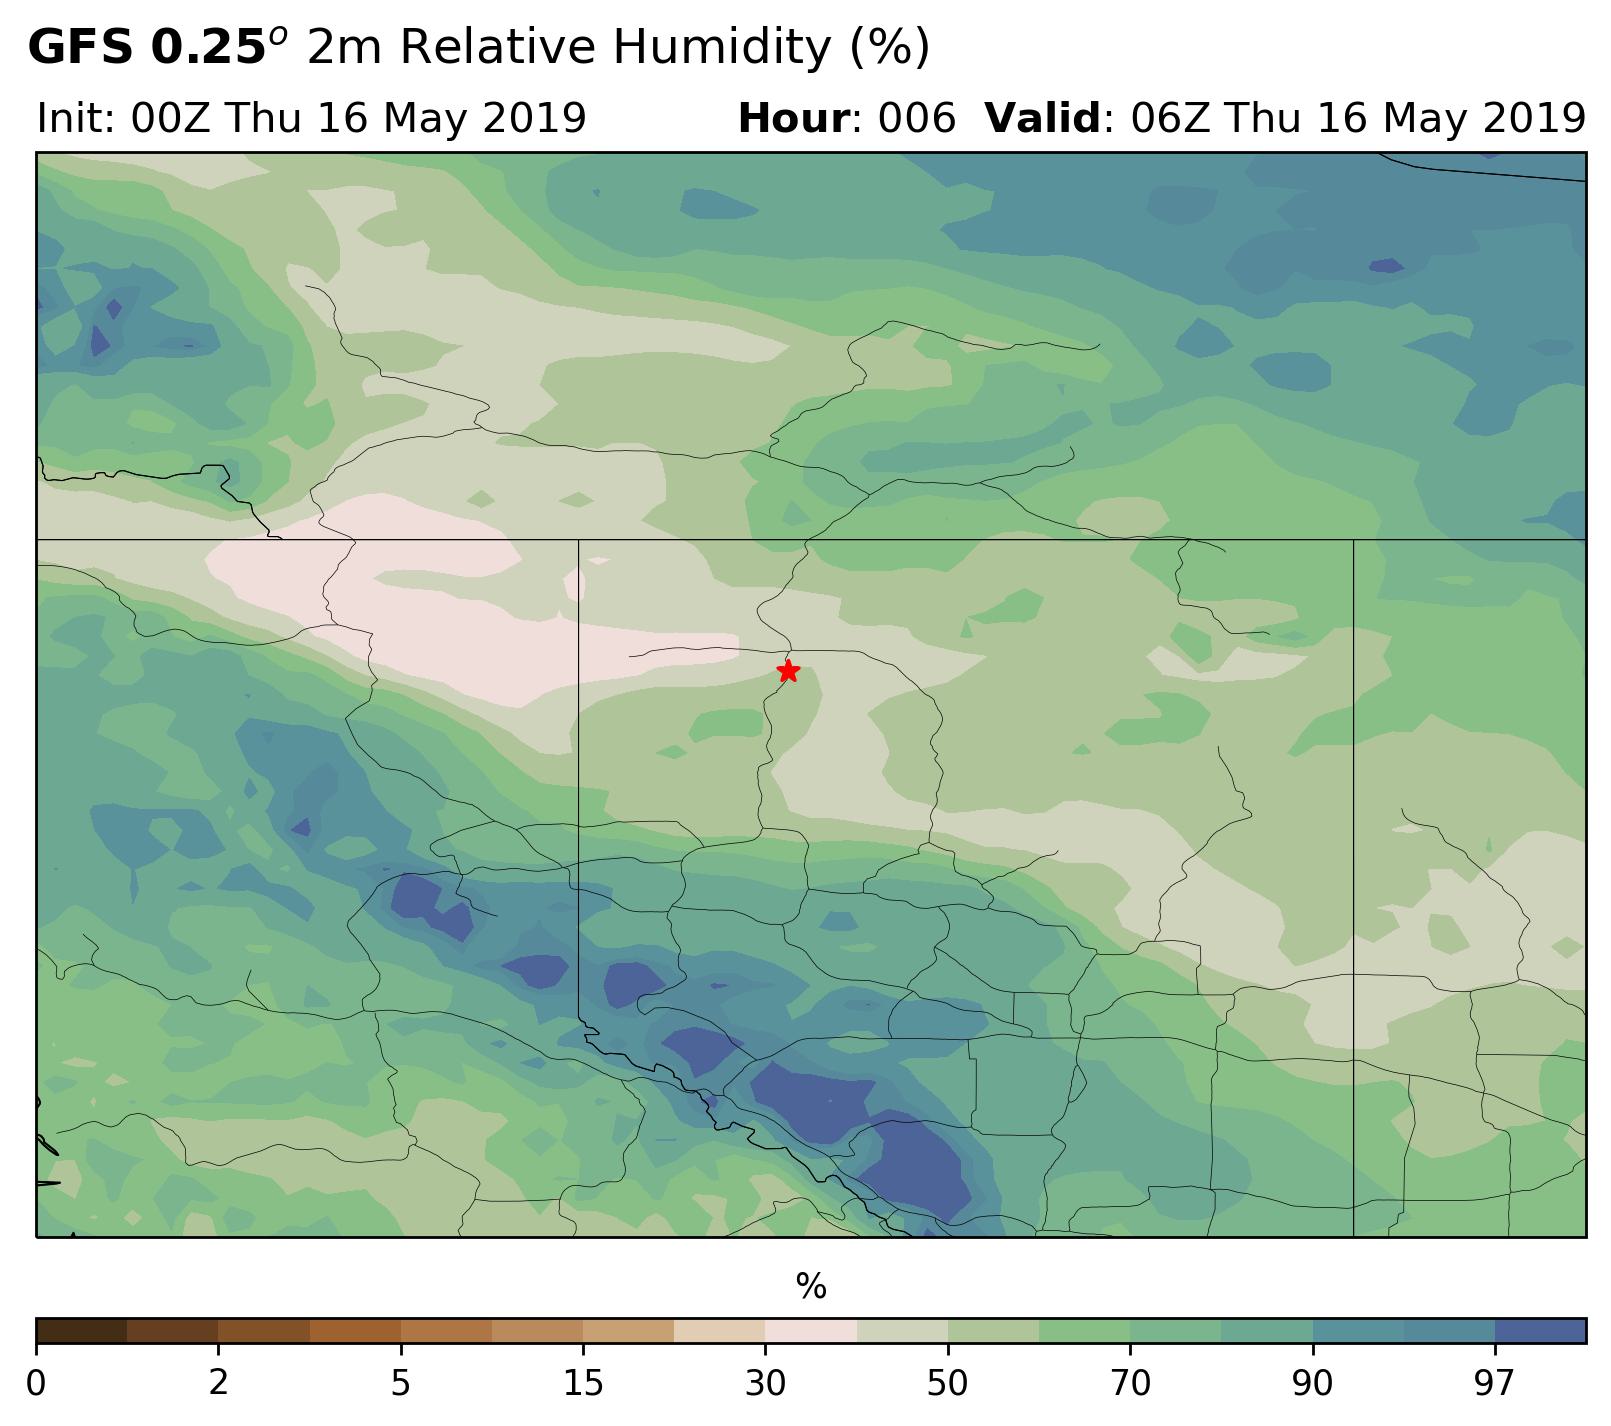 GFS 0.25° 2m Relative Humidity (%)
Init: 00Z Thu 16 May 2019 Hour: 006 Valid: 06Z Thu 16 May 2019
%
0 2 5 15 30 50 70 90 97